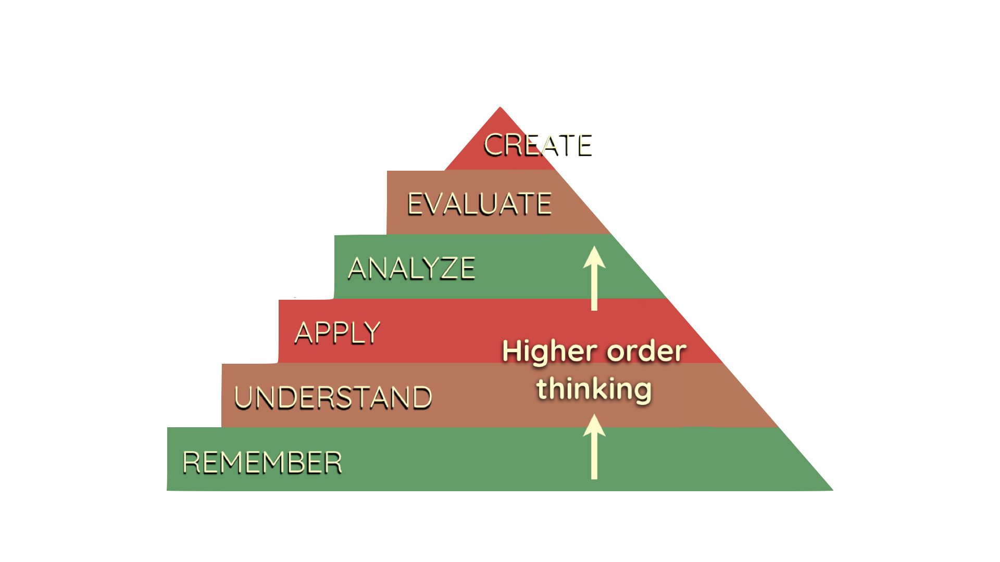 CREATE
EVALUATE
ANALYZE
APPLY
Higher order
thinking
UNDERSTAND
REMEMBER